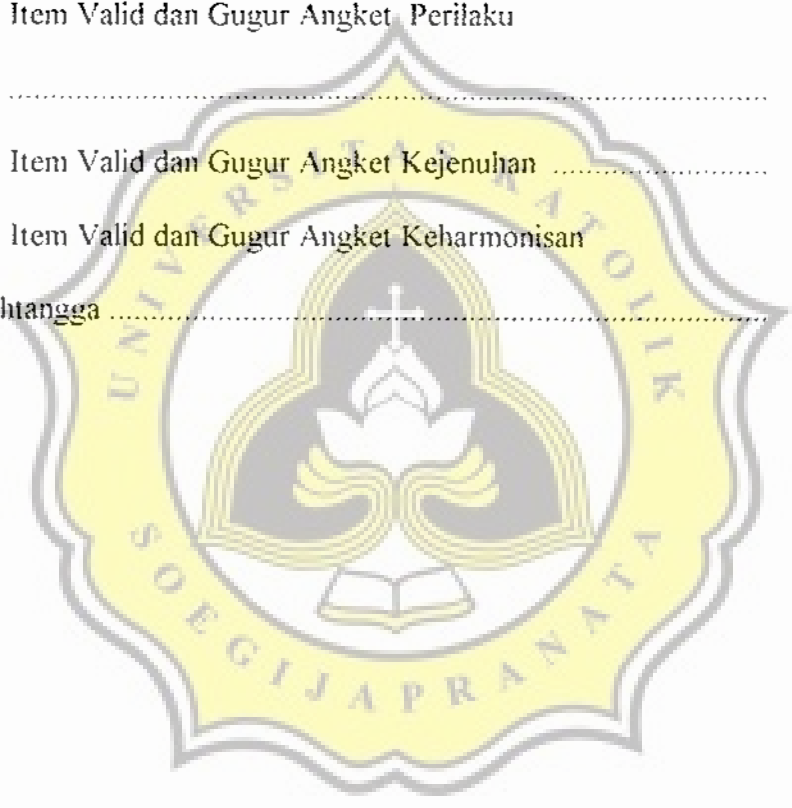 Item Valid dan Gugur Angket Perilaku
................................................................
Item Valid dan Gugur Angket Kejenuhan ......................
Item Valid dan Gugur Angket Keharmonisan
htangga ................................................................
UNIVERSITAS KATOLIK
SOEGIJAPRANATA